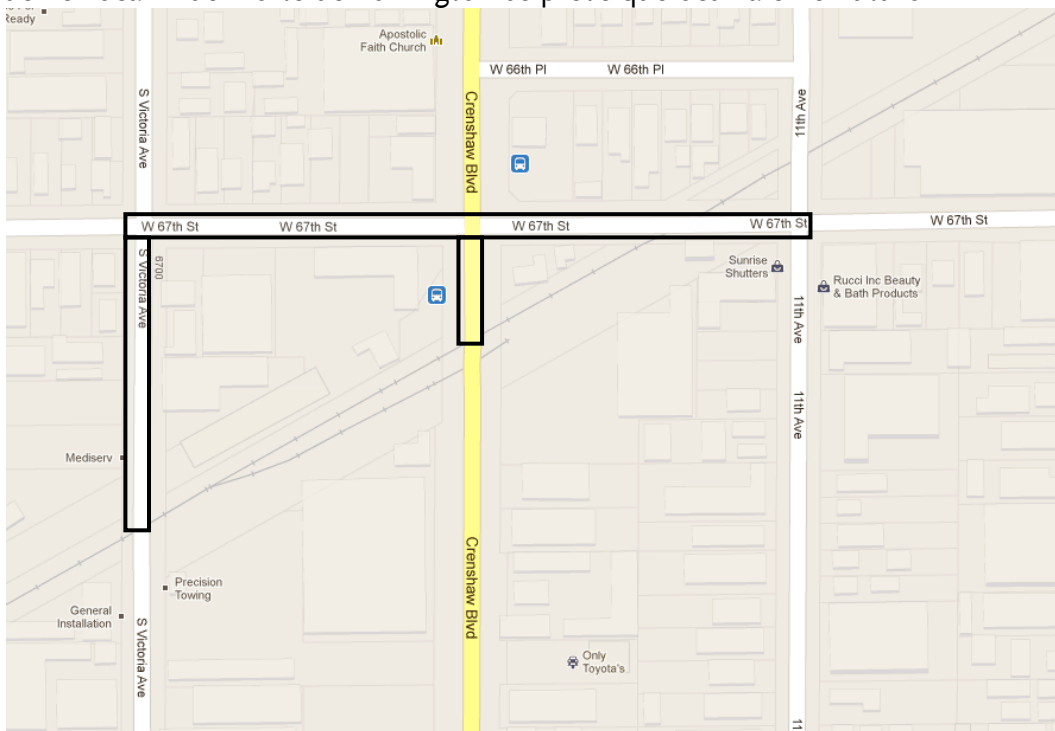 Ready
Apostolic
Faith Church
W 66th Pl
W 66th Pl
S Victoria Ave
Crenshaw Blvd
11th Ave
W 67th St
W 67th St
W 67th St
W 67th St
W 67th St
S Victoria Ave
6700
Sunrise
Shutters
Rucci Inc Beauty
& Bath Products
11th Ave
11th Ave
Mediserv
Crenshaw Blvd
Precision
Towing
General
Installation
S Victoria Ave
Only
Toyota's
11